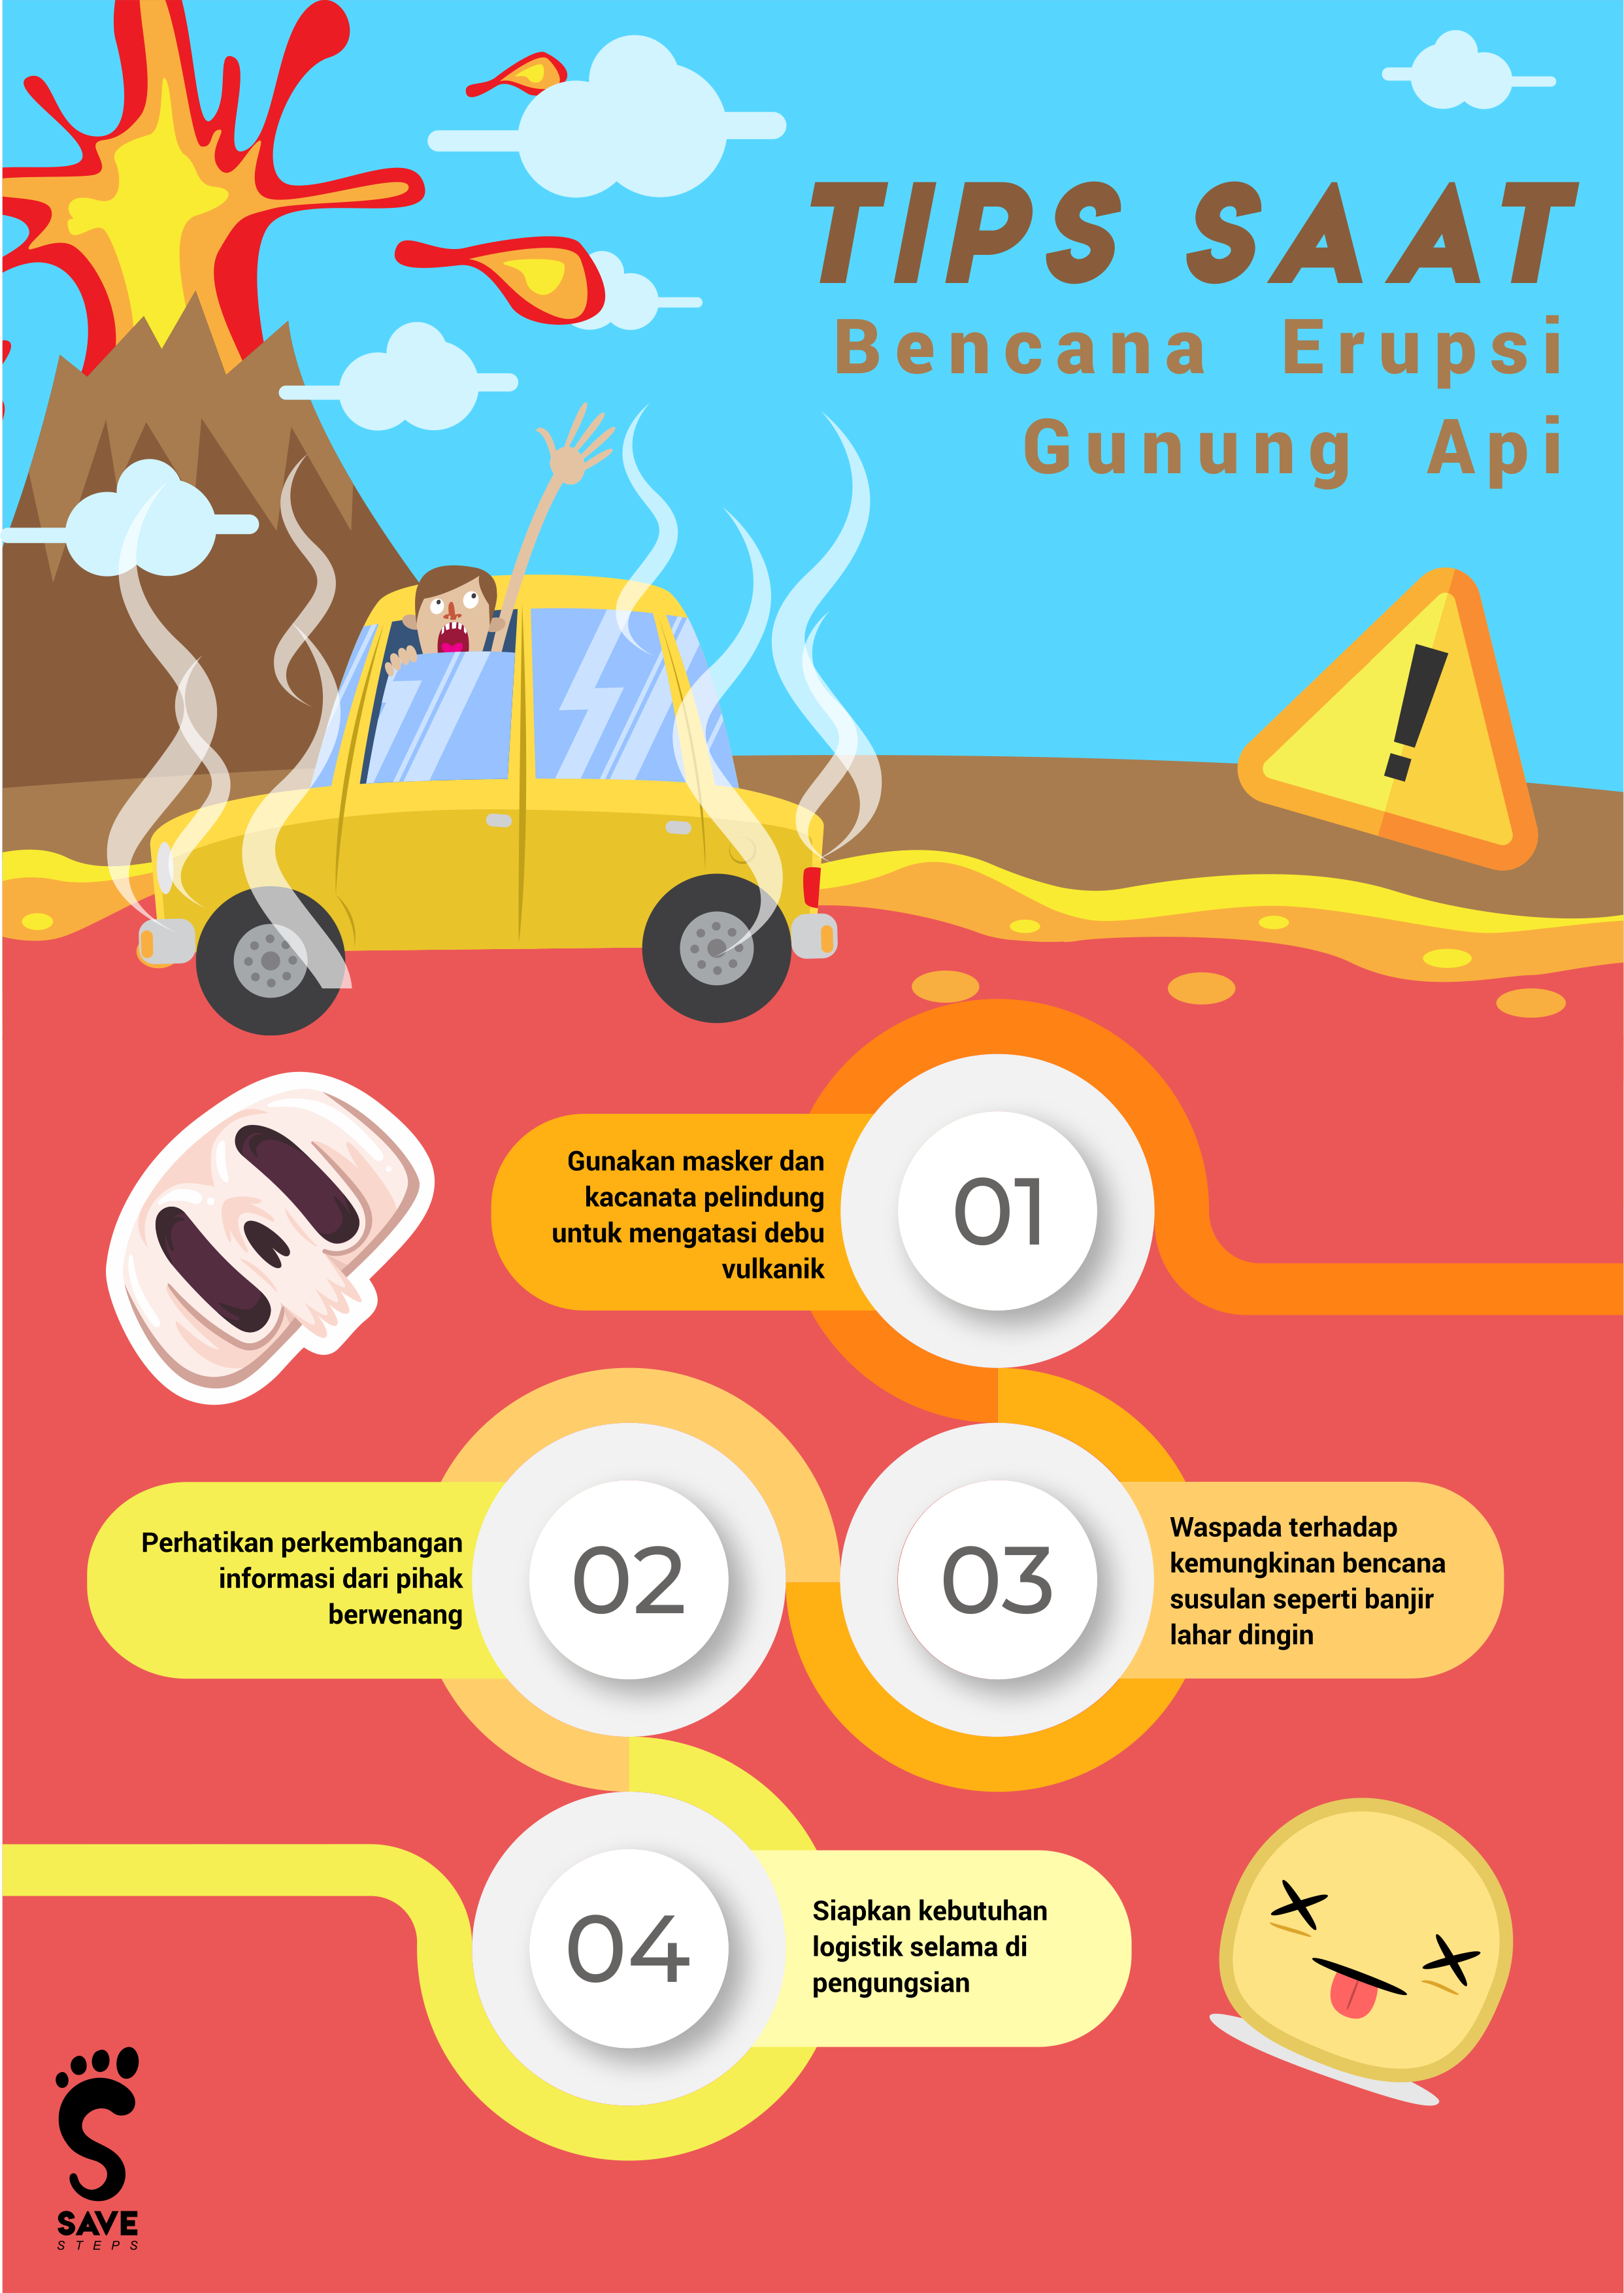 TIPS SAAT
Bencana Erupsi
Gunung Api
Gunakan masker dan
kacanata pelindung
untuk mengatasi debu
vulkanik
01
Perhatikan perkembangan
informasi dari pihak
berwenang
02
03
Waspada terhadap
kemungkinan bencana
susulan seperti banjir
lahar dingin
04
Siapkan kebutuhan
logistik selama di
pengungsian
SAVE
STEPS